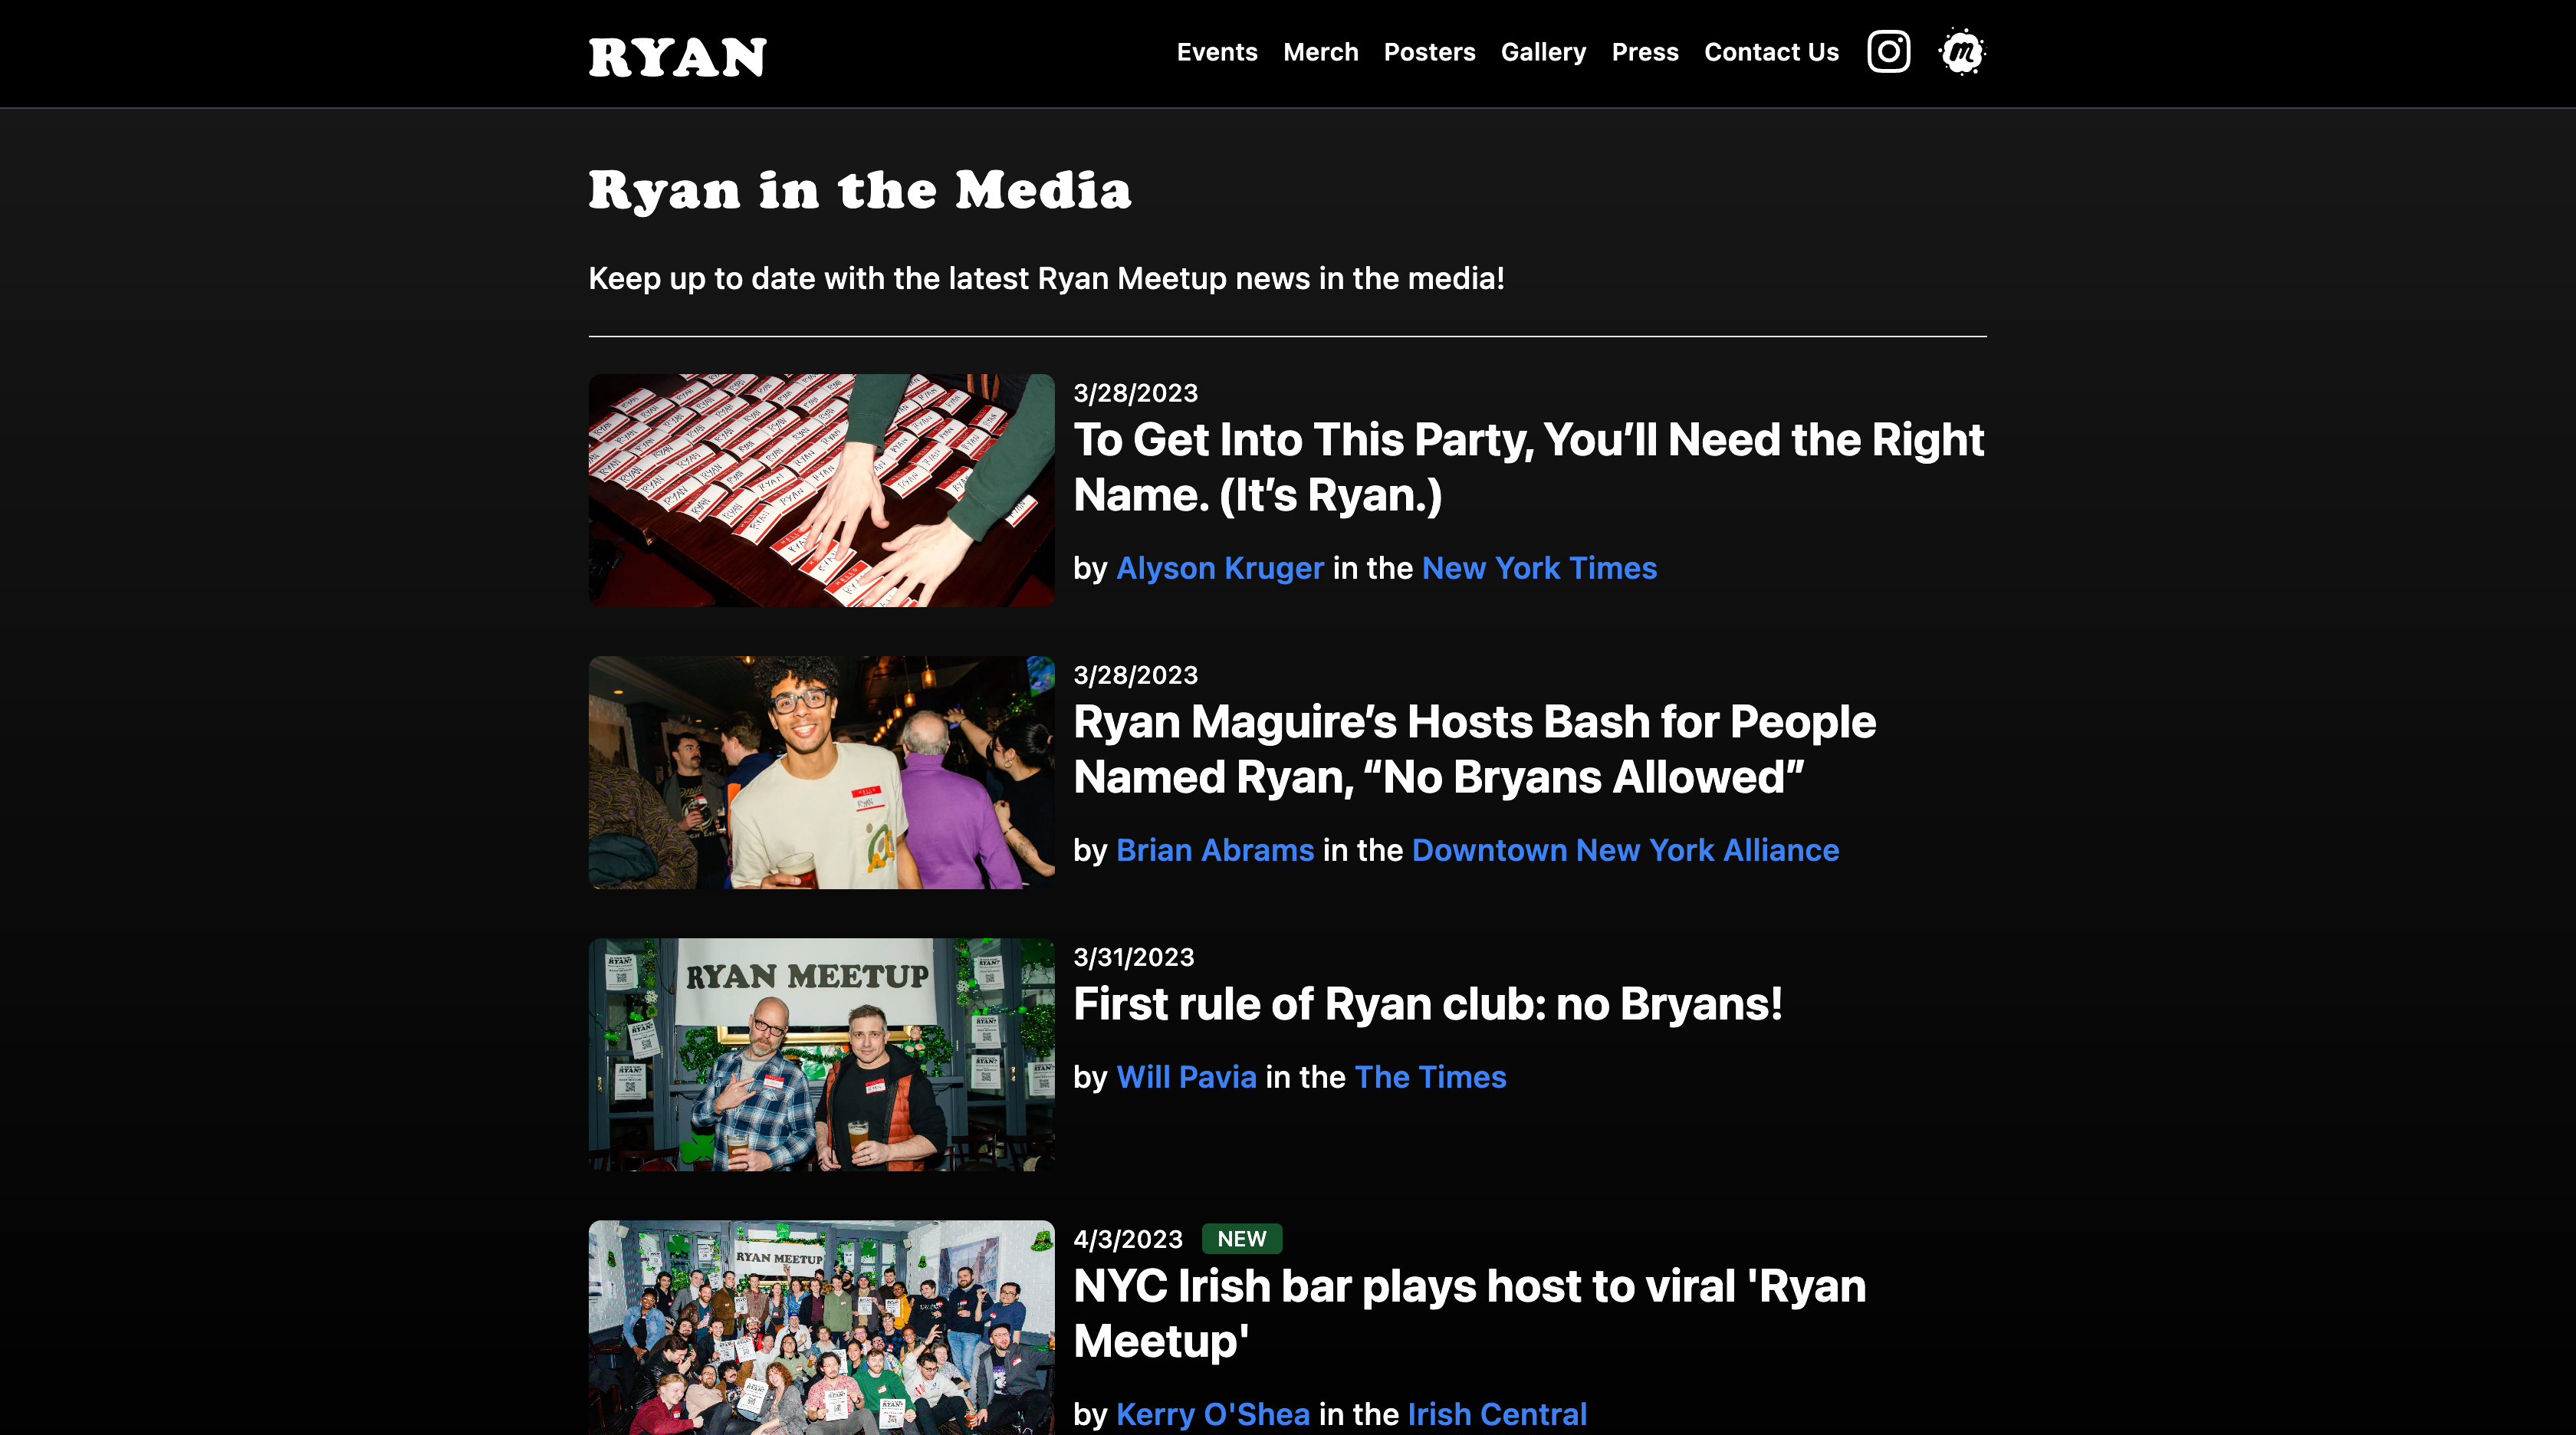 RYAN
Events Merch Posters Gallery Press Contact Us
Ryan in the Media
Keep up to date with the latest Ryan Meetup news in the media!
HELLO
RYAN
3/28/2023
To Get Into This Party, You’ll Need the Right
Name. (It’s Ryan.)
by Alyson Kruger in the New York Times
HELLO
RYAN
3/28/2023
Ryan Maguire’s Hosts Bash for People
Named Ryan, “No Bryans Allowed”
by Brian Abrams in the Downtown New York Alliance
RYAN MEETUP
RYAN?
3/31/2023
First rule of Ryan club: no Bryans!
by Will Pavia in the The Times
RYAN MEETUP
4/3/2023 NEW
NYC Irish bar plays host to viral 'Ryan
Meetup'
by Kerry O'Shea in the Irish Central